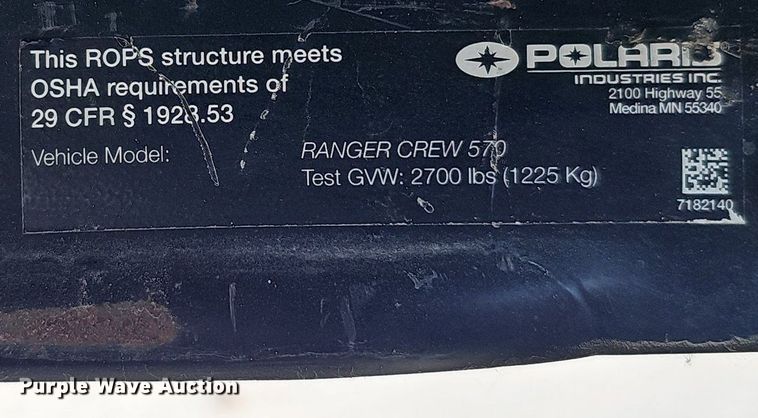 This ROPS structure meets
OSHA requirements of
29 CFR § 1928.53
POLARIS
INDUSTRIES INC.
2100 Highway 55
Medina MN 55340
Vehicle Model: RANGER CREW 570
Test GVW: 2700 lbs (1225 Kg)
7182140
Purple Wave Auction